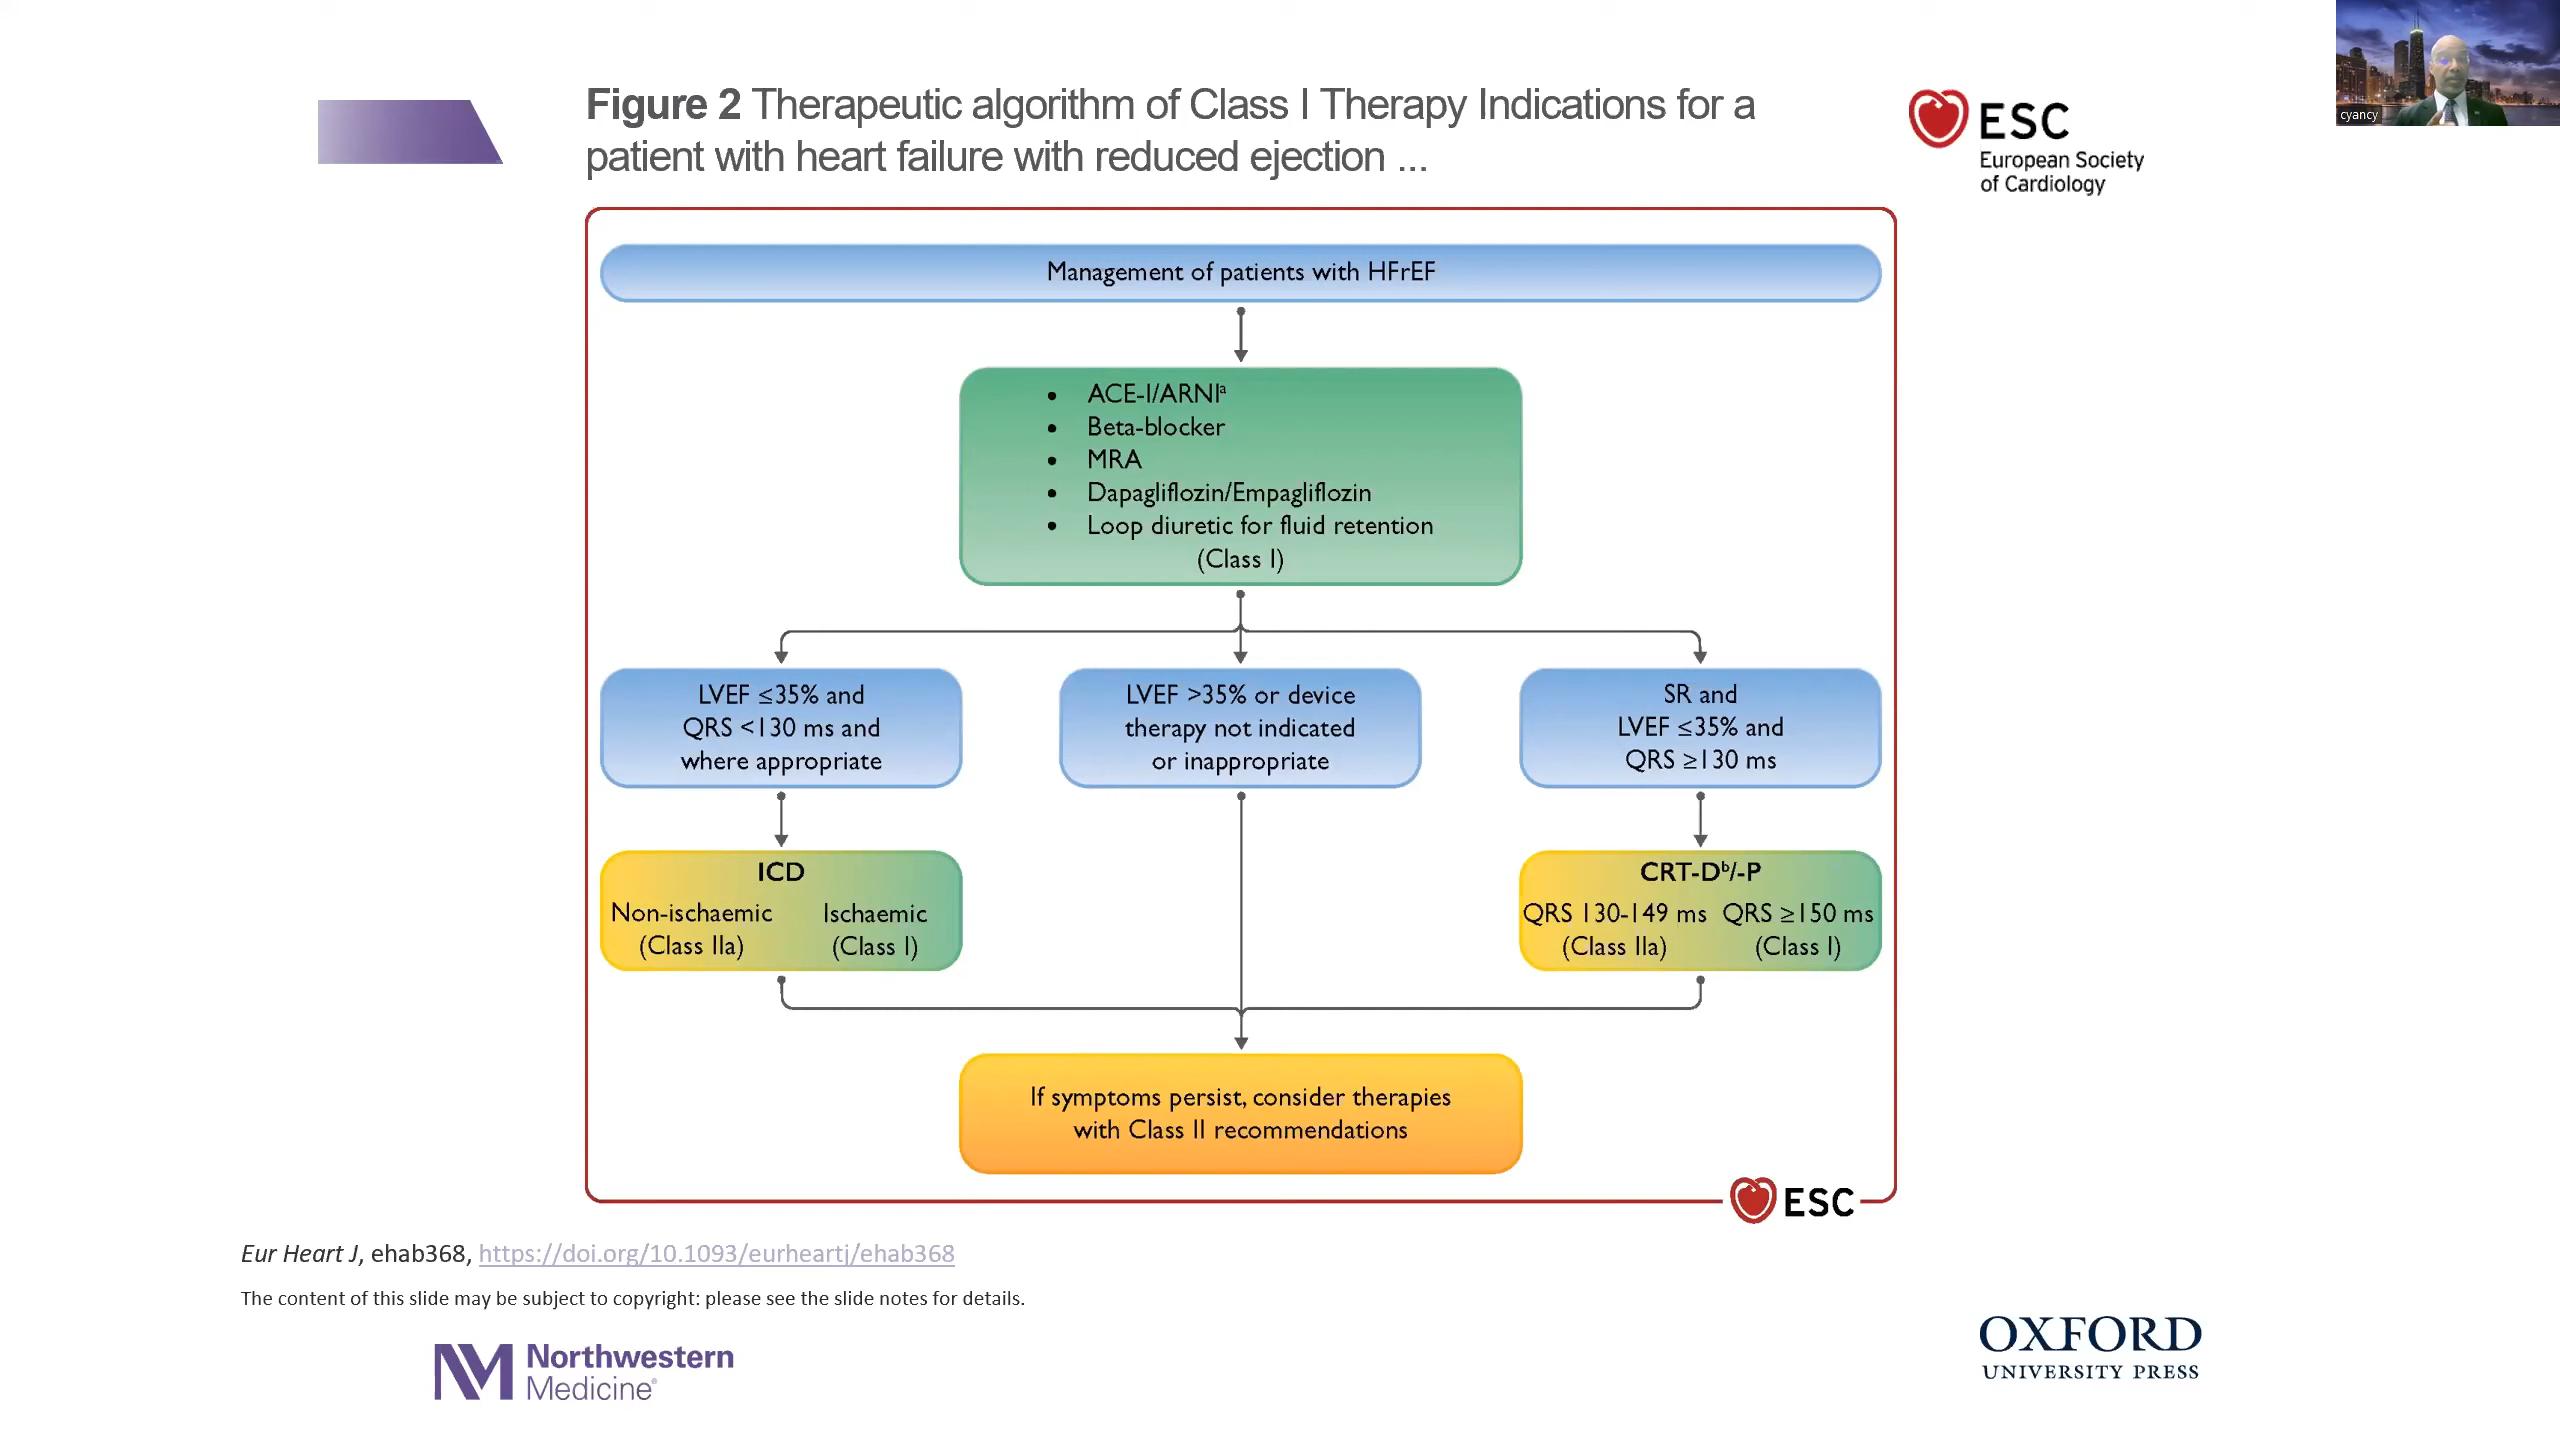 cyancy
Figure 2 Therapeutic algorithm of Class I Therapy Indications for a
patient with heart failure with reduced ejection ...
ESC
European Society
of Cardiology
Management of patients with HFrEF
• ACE-I/ARNIᵃ
• Beta-blocker
• MRA
• Dapagliflozin/Empagliflozin
• Loop diuretic for fluid retention
(Class I)
LVEF ≤35% and
QRS <130 ms and
where appropriate
LVEF >35% or device
therapy not indicated
or inappropriate
SR and
LVEF ≤35% and
QRS ≥130 ms
ICD
Non-ischaemic Ischaemic
(Class IIa) (Class I)
CRT-Dᵇ/-P
QRS 130-149 ms QRS ≥150 ms
(Class IIa) (Class I)
If symptoms persist, consider therapies
with Class II recommendations
ESC
Eur Heart J, ehab368, https://doi.org/10.1093/eurheartj/ehab368
The content of this slide may be subject to copyright: please see the slide notes for details.
NM Northwestern
Medicine®
OXFORD
UNIVERSITY PRESS